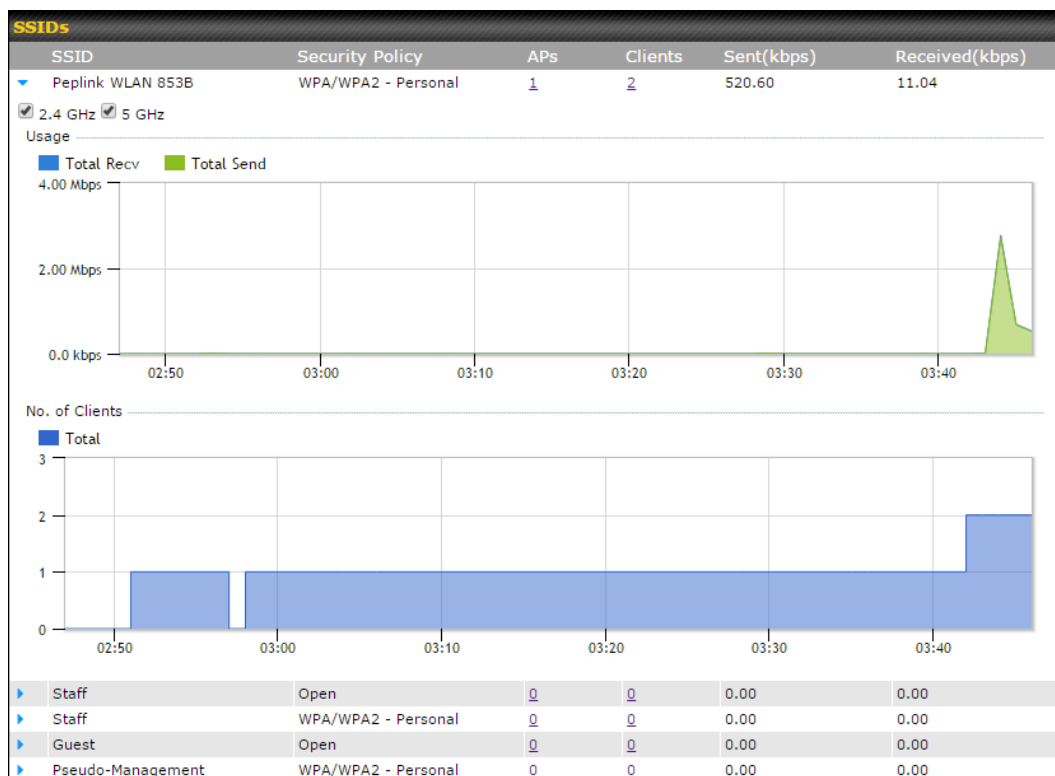 SSIDs
SSID Security Policy APs Clients Sent(kbps) Received(kbps)
Peplink WLAN 853B WPA/WPA2 - Personal 1 2 520.60 11.04
2.4 GHz 5 GHz
Usage
Total Recv Total Send
4.00 Mbps
2.00 Mbps
0.0 kbps
02:50 03:00 03:10 03:20 03:30 03:40
No. of Clients
Total
3
2
1
0
02:50 03:00 03:10 03:20 03:30 03:40
Staff Open 0 0 0.00 0.00
Staff WPA/WPA2 - Personal 0 0 0.00 0.00
Guest Open 0 0 0.00 0.00
Pseudo-Management WPA/WPA2 - Personal 0 0 0.00 0.00